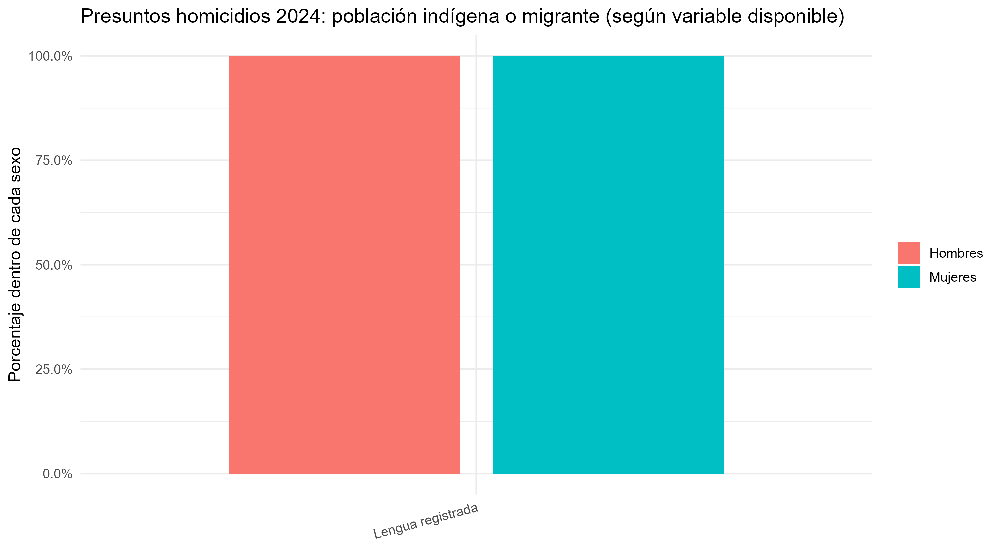 Presuntos homicidios 2024: población indígena o migrante (según variable disponible)
Porcentaje dentro de cada sexo
100.0%
75.0%
50.0%
25.0%
0.0%
Lengua registrada
Hombres
Mujeres